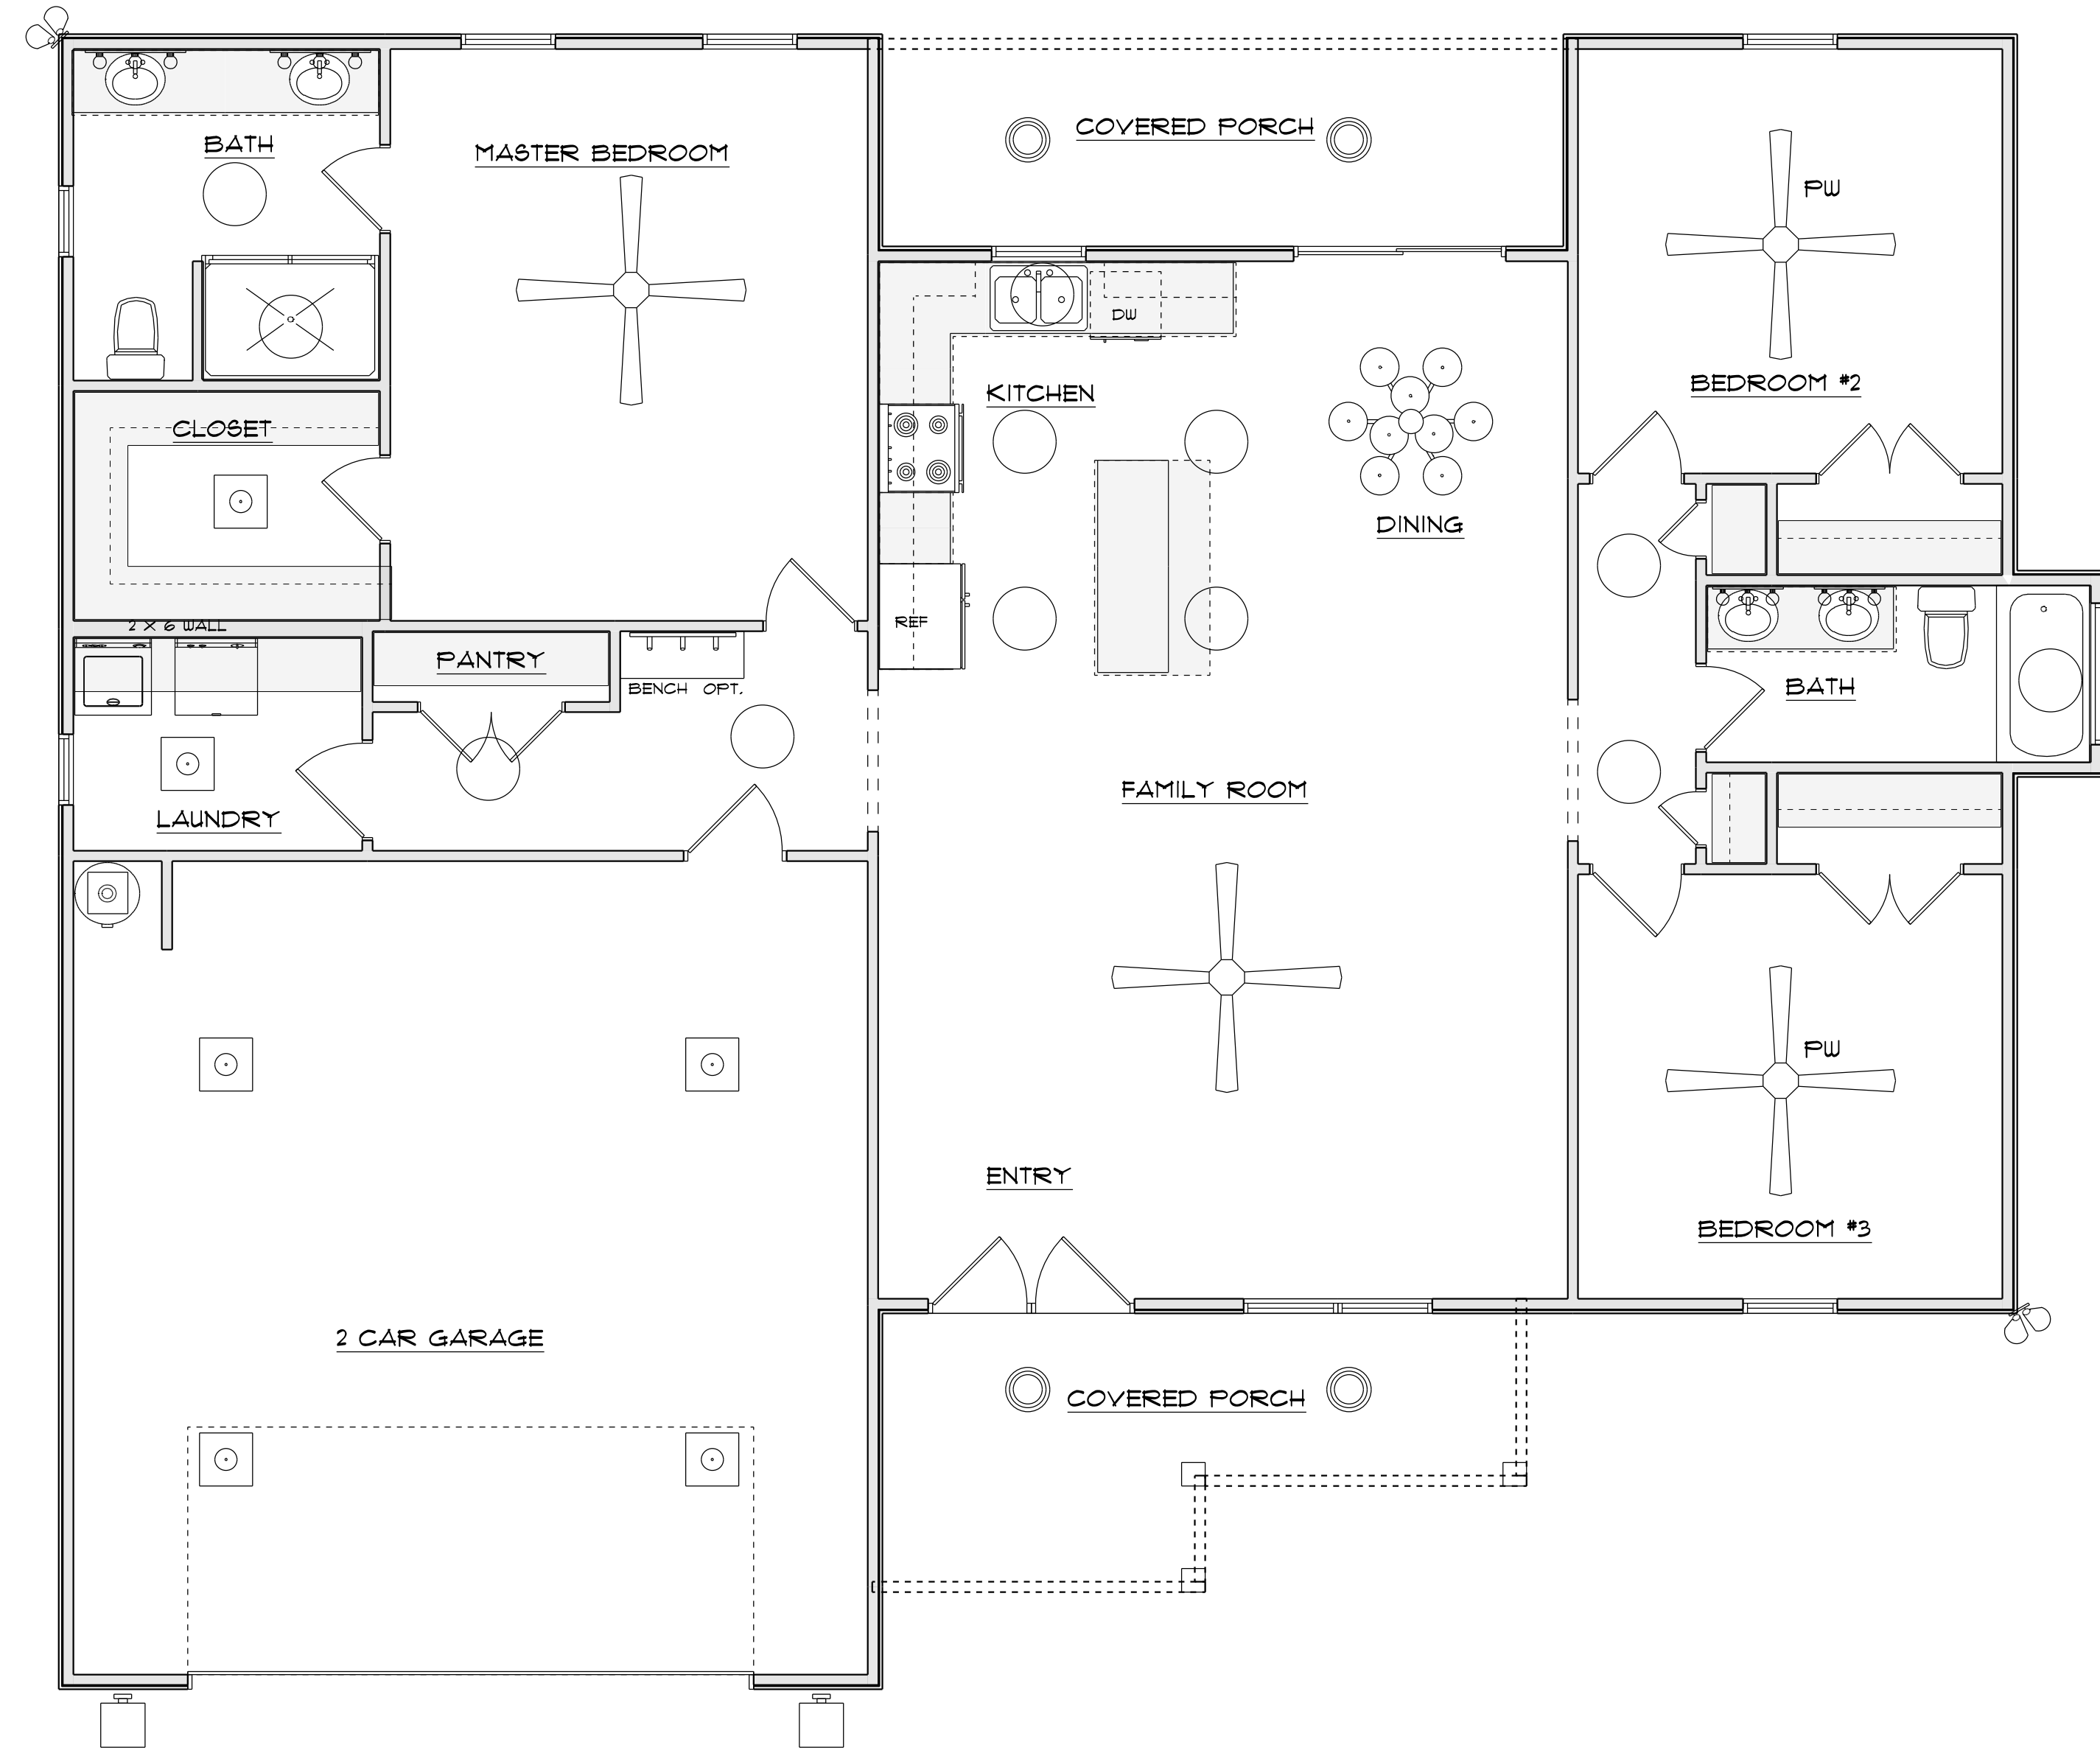 COVERED PORCH
BATH
MASTER BEDROOM
PW
DW
BEDROOM #2
KITCHEN
CLOSET
DINING
REF
2 X 6 WALL
PANTRY
BENCH OPT.
BATH
FAMILY ROOM
LAUNDRY
PW
ENTRY
BEDROOM #3
2 CAR GARAGE
COVERED PORCH